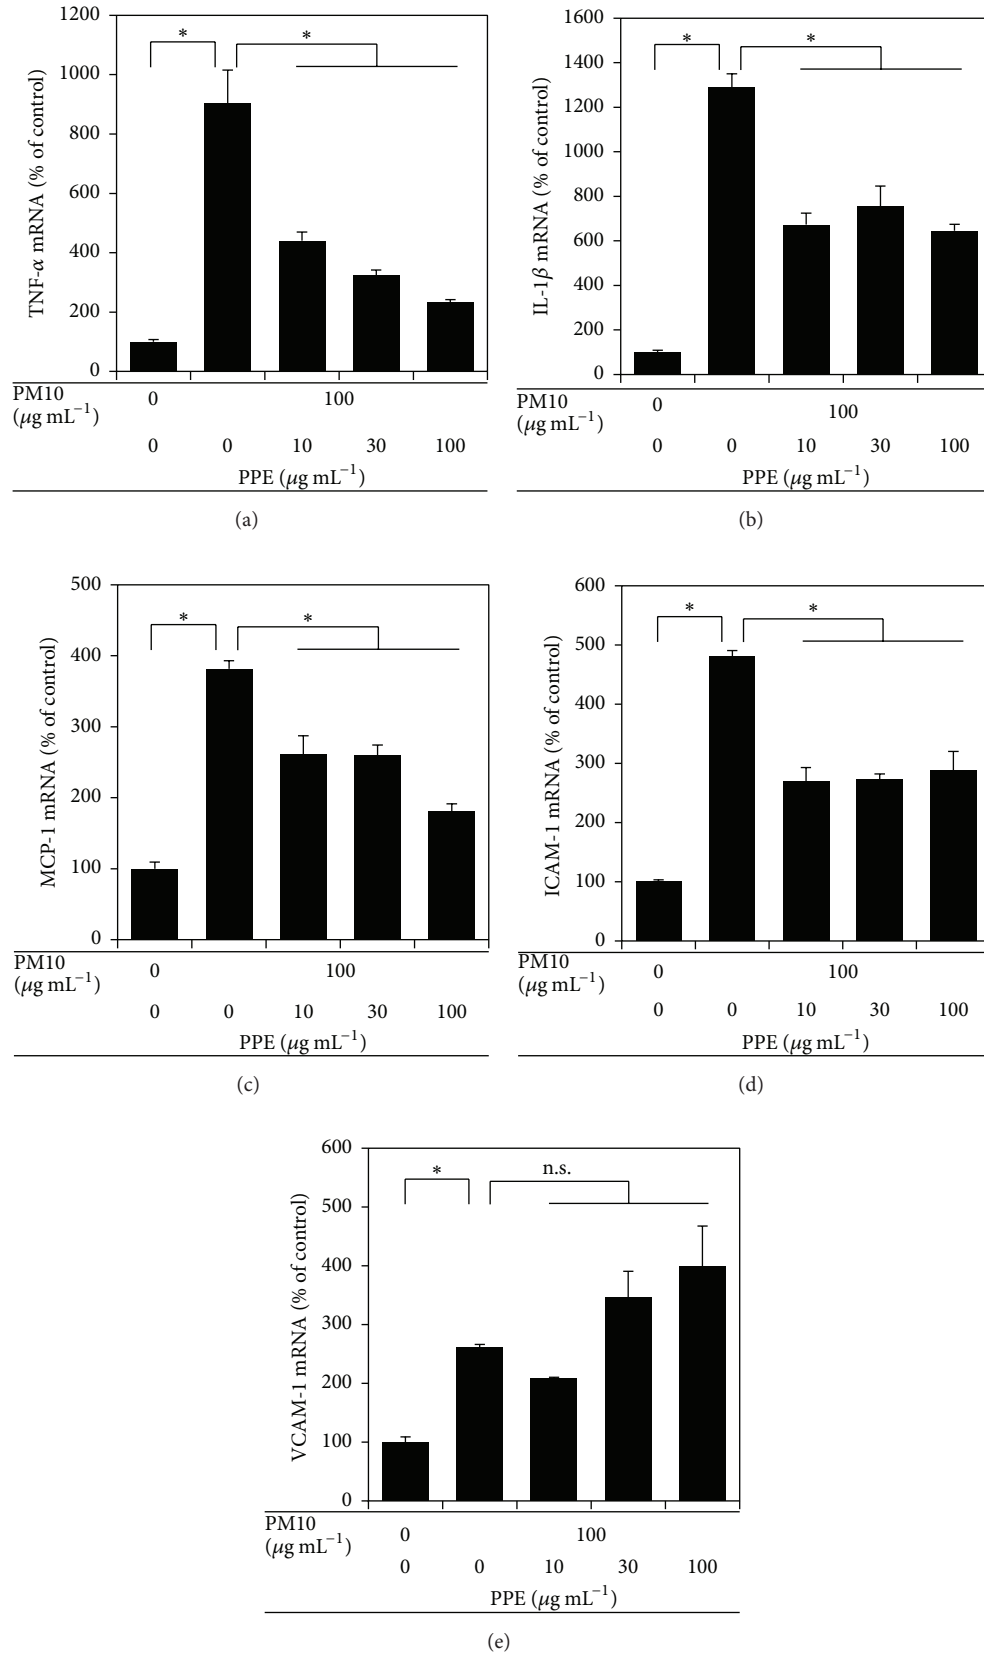 TNF-α mRNA (% of control)
1200
1000
800
600
400
200
0
* *
PM10
(μg mL⁻¹)
0 100
0 0 10 30 100
PPE (μg mL⁻¹)
(a)
IL-1β mRNA (% of control)
1600
1400
1200
1000
800
600
400
200
0
* *
PM10
(μg mL⁻¹)
0 100
0 0 10 30 100
PPE (μg mL⁻¹)
(b)
MCP-1 mRNA (% of control)
500
400
300
200
100
0
* *
PM10
(μg mL⁻¹)
0 100
0 0 10 30 100
PPE (μg mL⁻¹)
(c)
ICAM-1 mRNA (% of control)
600
500
400
300
200
100
0
* *
PM10
(μg mL⁻¹)
0 100
0 0 10 30 100
PPE (μg mL⁻¹)
(d)
VCAM-1 mRNA (% of control)
600
500
400
300
200
100
0
* n.s.
PM10
(μg mL⁻¹)
0 100
0 0 10 30 100
PPE (μg mL⁻¹)
(e)